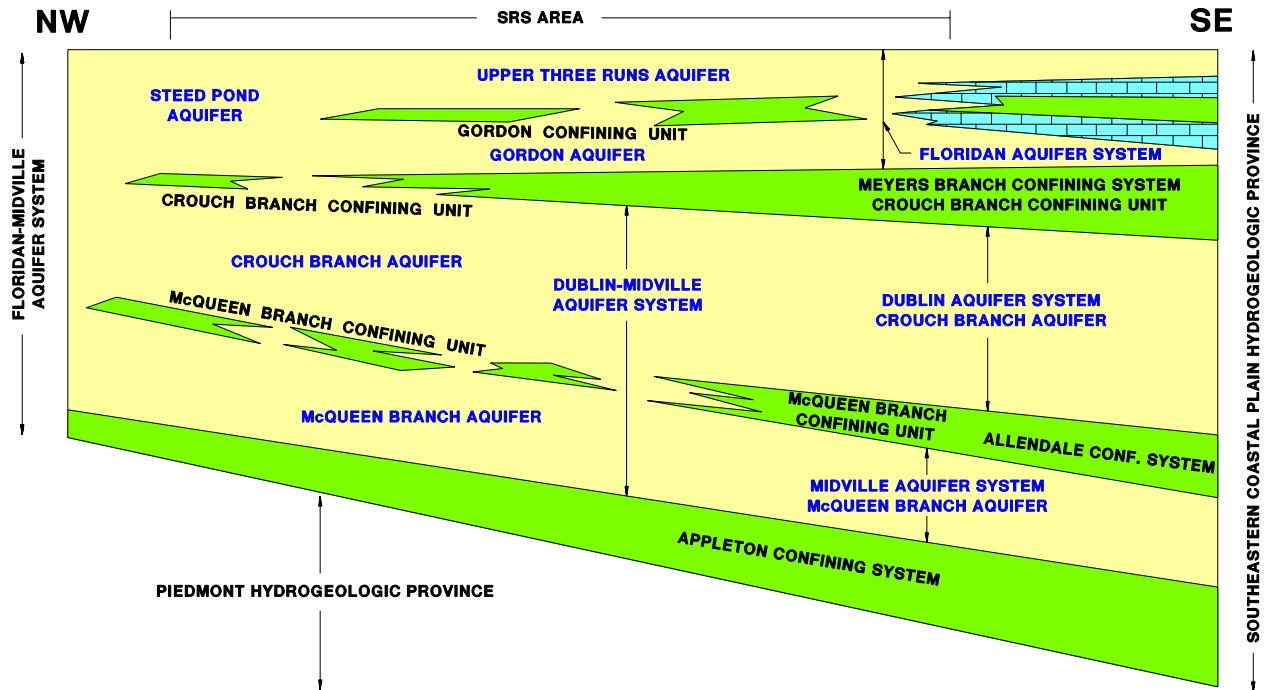 NW
SRS AREA
SE
UPPER THREE RUNS AQUIFER
STEED POND
AQUIFER
GORDON CONFINING UNIT
GORDON AQUIFER
FLORIDAN AQUIFER SYSTEM
MEYERS BRANCH CONFINING SYSTEM
CROUCH BRANCH CONFINING UNIT
CROUCH BRANCH CONFINING UNIT
FLORIDAN-MIDVILLE
AQUIFER SYSTEM
CROUCH BRANCH AQUIFER
DUBLIN-MIDVILLE
AQUIFER SYSTEM
DUBLIN AQUIFER SYSTEM
CROUCH BRANCH AQUIFER
McQUEEN BRANCH CONFINING UNIT
McQUEEN BRANCH AQUIFER
McQUEEN BRANCH
CONFINING UNIT
ALLENDALE CONF. SYSTEM
MIDVILLE AQUIFER SYSTEM
McQUEEN BRANCH AQUIFER
APPLETON CONFINING SYSTEM
PIEDMONT HYDROGEOLOGIC PROVINCE
SOUTHEASTERN COASTAL PLAIN HYDROGEOLOGIC PROVINCE